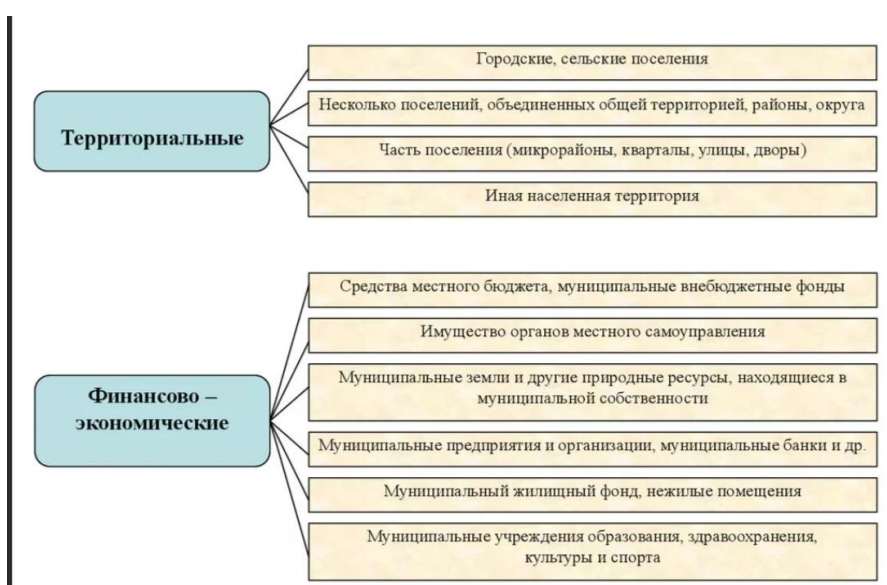 Территориальные
Городские, сельские поселения
Несколько поселений, объединенных общей территорией, районы, округа
Часть поселения (микрорайоны, кварталы, улицы, дворы)
Иная населенная территория
Финансово –
экономические
Средства местного бюджета, муниципальные внебюджетные фонды
Имущество органов местного самоуправления
Муниципальные земли и другие природные ресурсы, находящиеся в
муниципальной собственности
Муниципальные предприятия и организации, муниципальные банки и др.
Муниципальный жилищный фонд, нежилые помещения
Муниципальные учреждения образования, здравоохранения,
культуры и спорта